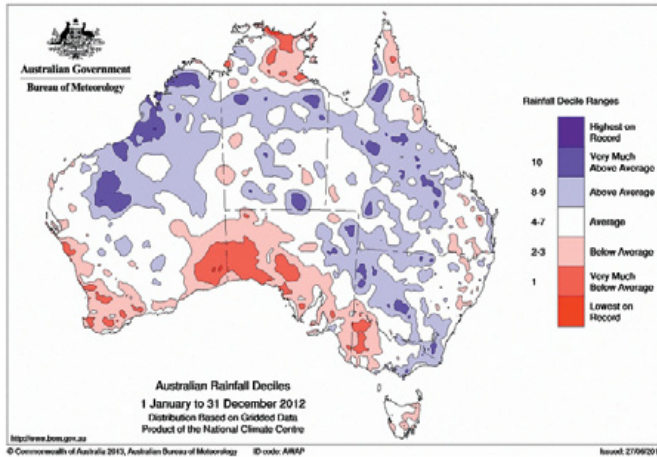 Australian Government
Bureau of Meteorology
Rainfall Decile Ranges
Highest on
Record
10
Very Much
Above Average
8-9
Above Average
4-7
Average
2-3
Below Average
1
Very Much
Below Average
Lowest on
Record
Australian Rainfall Deciles
1 January to 31 December 2012
Distribution Based on Gridded Data
Product of the National Climate Centre
http://www.bom.gov.au
© Commonwealth of Australia 2013, Australian Bureau of Meteorology
ID code: AWAP
Issued: